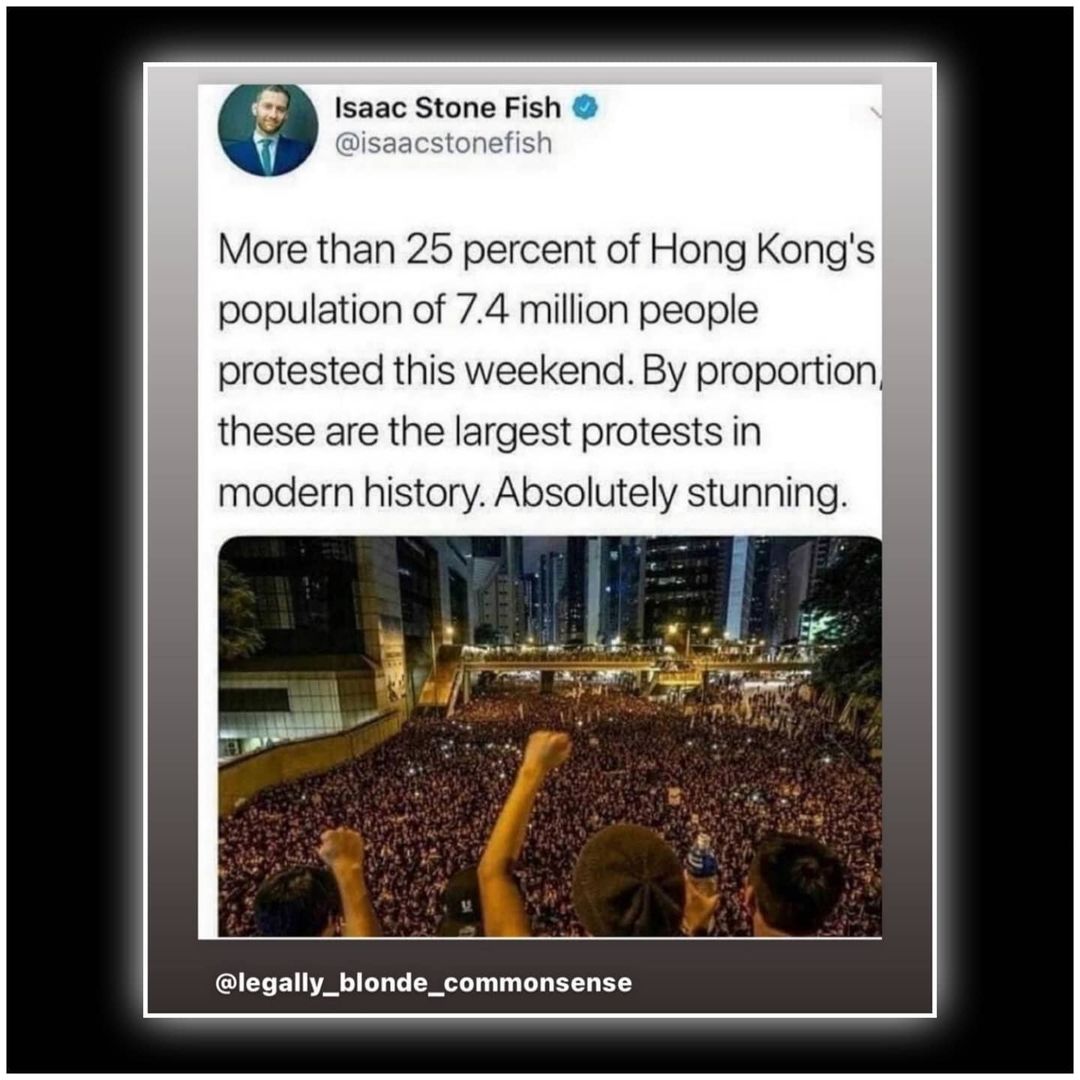 Isaac Stone Fish
@isaacstonefish
More than 25 percent of Hong Kong's
population of 7.4 million people
protested this weekend. By proportion,
these are the largest protests in
modern history. Absolutely stunning.
@legally_blonde_commonsense